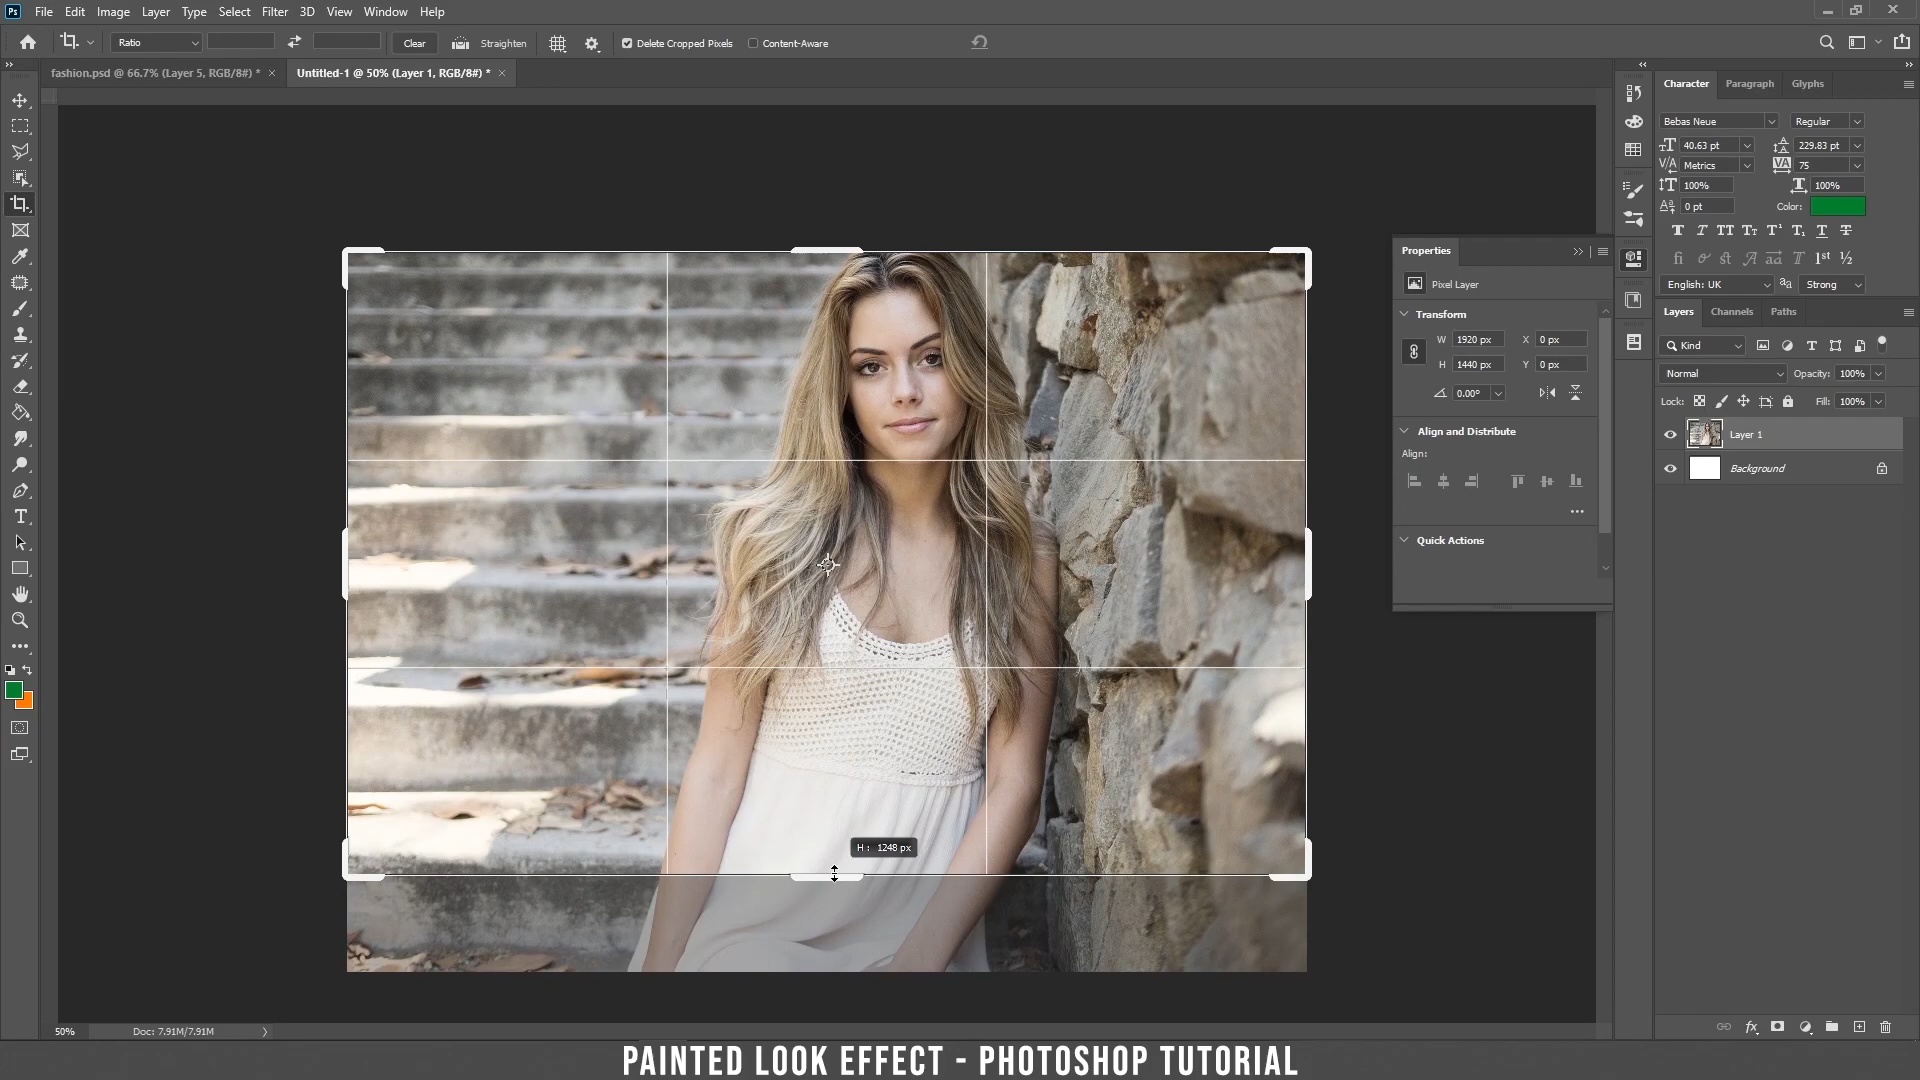 Ps File Edit Image Layer Type Select Filter 3D View Window Help
Ratio Clear Straighten Delete Cropped Pixels Content-Aware
fashion.psd @ 66.7% (Layer 5, RGB/8#) * × Untitled-1 @ 50% (Layer 1, RGB/8#) * ×
Character Paragraph Glyphs
Bebas Neue Regular
40.63 pt 229.83 pt
Metrics 75
100% 100%
0 pt Color:
English: UK Strong
Properties
Pixel Layer
Transform
W 1920 px X 0 px
H 1440 px Y 0 px
0.00°
Align and Distribute
Align:
Quick Actions
Layers Channels Paths
Kind
Normal Opacity: 100%
Lock: Fill: 100%
Layer 1
Background
H : 1248 px
50% Doc: 7.91M/7.91M
PAINTED LOOK EFFECT - PHOTOSHOP TUTORIAL